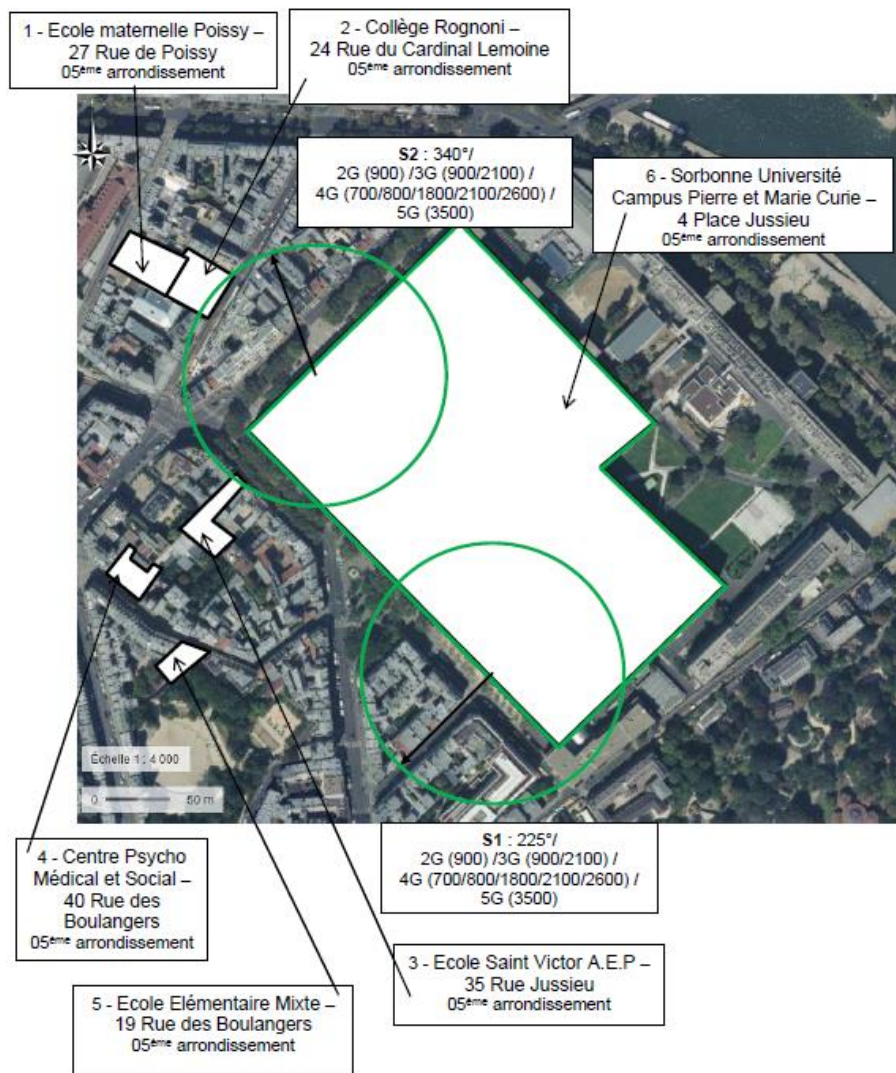 1 - Ecole maternelle Poissy –
27 Rue de Poissy
05ème arrondissement
2 - Collège Rognoni –
24 Rue du Cardinal Lemoine
05ème arrondissement
S2 : 340°/
2G (900) /3G (900/2100) /
4G (700/800/1800/2100/2600) /
5G (3500)
6 - Sorbonne Université
Campus Pierre et Marie Curie –
4 Place Jussieu
05ème arrondissement
Échelle 1 : 4 000
0 50 m
S1 : 225°/
2G (900) /3G (900/2100) /
4G (700/800/1800/2100/2600) /
5G (3500)
4 - Centre Psycho
Médical et Social –
40 Rue des
Boulangers
05ème arrondissement
3 - Ecole Saint Victor A.E.P –
35 Rue Jussieu
05ème arrondissement
5 - Ecole Elémentaire Mixte –
19 Rue des Boulangers
05ème arrondissement